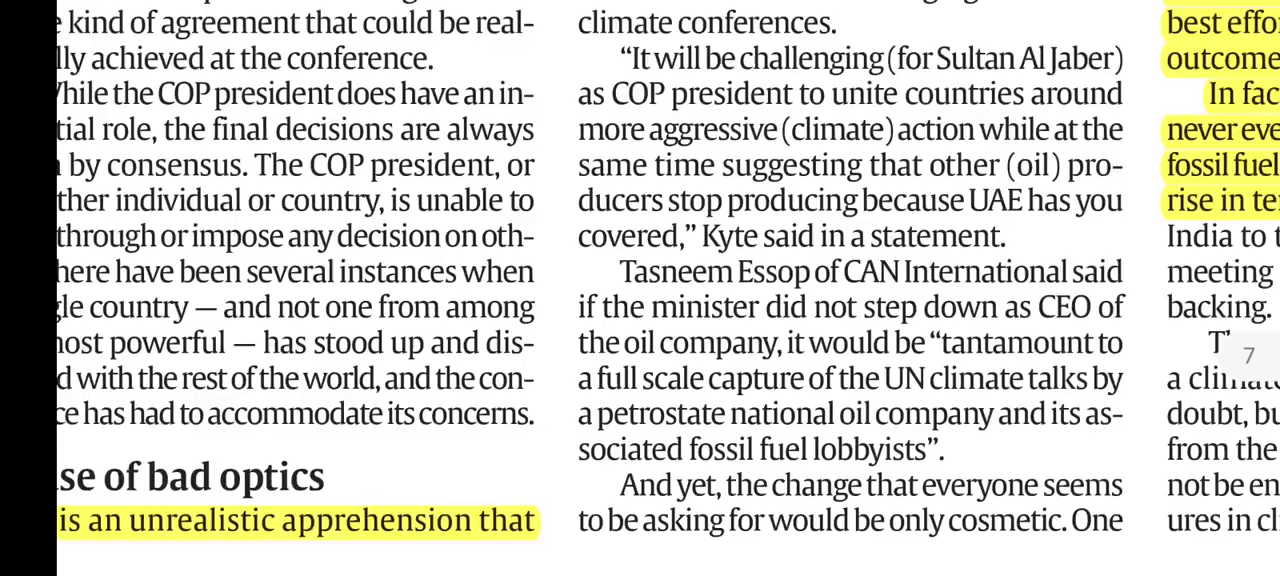 kind of agreement that could be real-
lly achieved at the conference.
hile the COP president does have an in-
tial role, the final decisions are always
by consensus. The COP president, or
ther individual or country, is unable to
through or impose any decision on oth-
here have been several instances when
gle country — and not one from among
most powerful — has stood up and dis-
d with the rest of the world, and the con-
ce has had to accommodate its concerns.
se of bad optics
is an unrealistic apprehension that
climate conferences.
“It will be challenging (for Sultan Al Jaber)
as COP president to unite countries around
more aggressive (climate) action while at the
same time suggesting that other (oil) pro-
ducers stop producing because UAE has you
covered,” Kyte said in a statement.
Tasneem Essop of CAN International said
if the minister did not step down as CEO of
the oil company, it would be “tantamount to
a full scale capture of the UN climate talks by
a petrostate national oil company and its as-
sociated fossil fuel lobbyists”.
And yet, the change that everyone seems
to be asking for would be only cosmetic. One
best effo
outcome
In fac
never eve
fossil fuel
rise in te
India to t
meeting
backing.
7
a climate
doubt, bu
from the
not be en
ures in cl